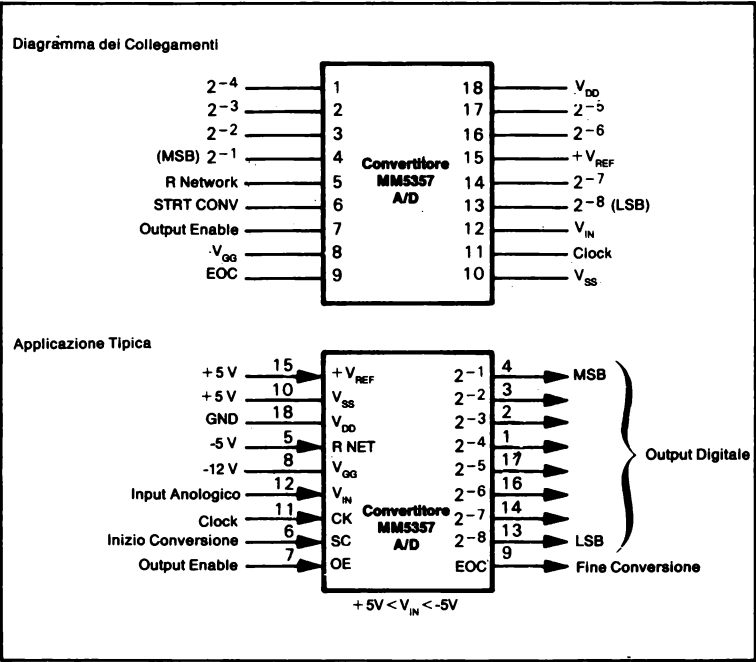 Diagramma dei Collegamenti
2⁻⁴ 1 18 V_DD
2⁻³ 2 17 2⁻⁵
2⁻² 3 16 2⁻⁶
(MSB) 2⁻¹ 4 Convertitore 15 +V_REF
R Network 5 MM5357 14 2⁻⁷
STRT CONV 6 A/D 13 2⁻⁸ (LSB)
Output Enable 7 12 V_IN
V_GG 8 11 Clock
EOC 9 10 V_SS
Applicazione Tipica
+5 V 15 +V_REF 2⁻¹ 4 MSB
+5 V 10 V_SS 2⁻² 3
GND 18 V_DD 2⁻³ 2
-5 V 5 R NET 2⁻⁴ 1
-12 V 8 V_GG 2⁻⁵ 17
Output Digitale
Input Anologico 12 V_IN 2⁻⁶ 16
Clock 11 CK Convertitore 2⁻⁷ 14
Inizio Conversione 6 SC MM5357 2⁻⁸ 13 LSB
Output Enable 7 OE A/D EOC 9 Fine Conversione
+5V<V_IN<-5V